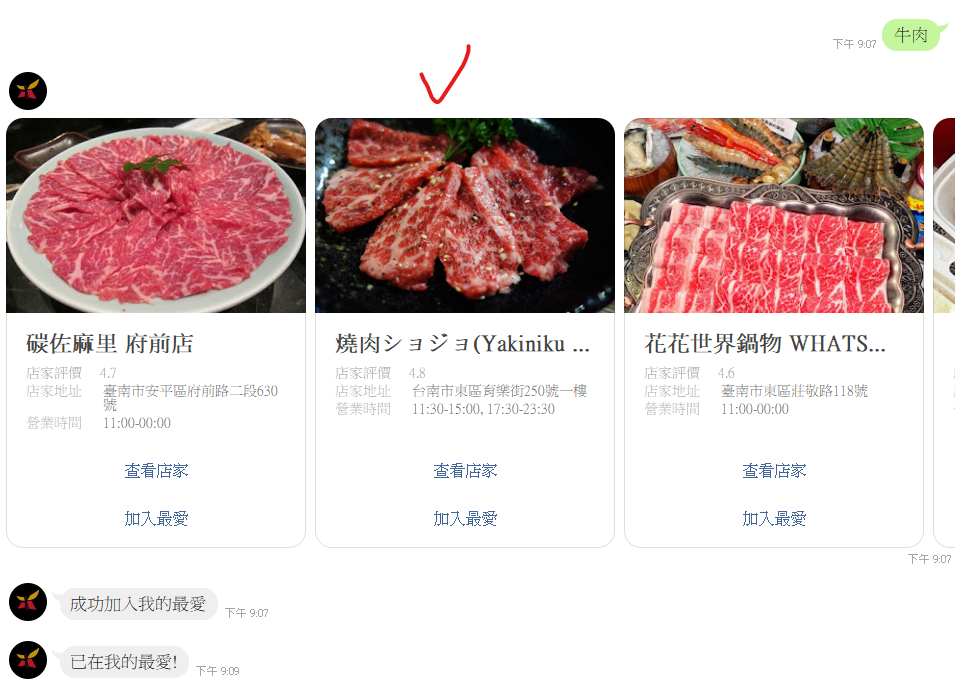 牛肉
下午 9:07
碳佐麻里 府前店
店家評價 4.7
店家地址 臺南市安平區府前路二段630
號
營業時間 11:00-00:00
查看店家
加入最愛
燒肉ショジョ(Yakiniku ...
店家評價 4.8
店家地址 台南市東區育樂街250號一樓
營業時間 11:30-15:00, 17:30-23:30
查看店家
加入最愛
花花世界鍋物 WHATS...
店家評價 4.6
店家地址 臺南市東區莊敬路118號
營業時間 11:00-00:00
查看店家
加入最愛
下午 9:07
成功加入我的最愛
下午 9:07
已在我的最愛!
下午 9:09